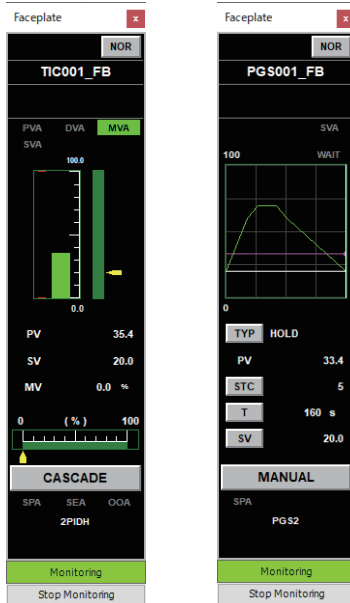 Faceplate
x
NOR
TIC001_FB
PVA DVA MVA
SVA
100.0
0.0
PV 35.4
SV 20.0
MV 0.0 %
0 (%) 100
CASCADE
SPA SEA OOA
2PIDH
Monitoring
Stop Monitoring
Faceplate
x
NOR
PGS001_FB
SVA
100 WAIT
0
TYP HOLD
PV 33.4
STC 5
T 160 s
SV 20.0
MANUAL
SPA
PGS2
Monitoring
Stop Monitoring